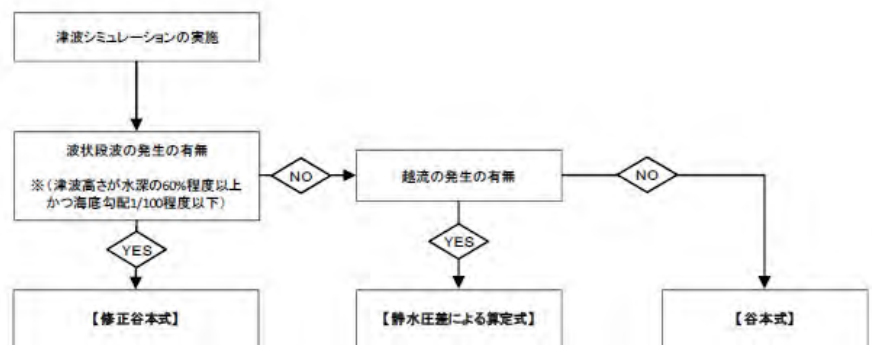 津波シミュレーションの実施
波状段波の発生の有無
※(津波高さが水深の60%程度以上
かつ海底勾配1/100程度以下)
NO
越流の発生の有無
NO
YES
YES
【修正谷本式】
【静水圧差による算定式】
【谷本式】